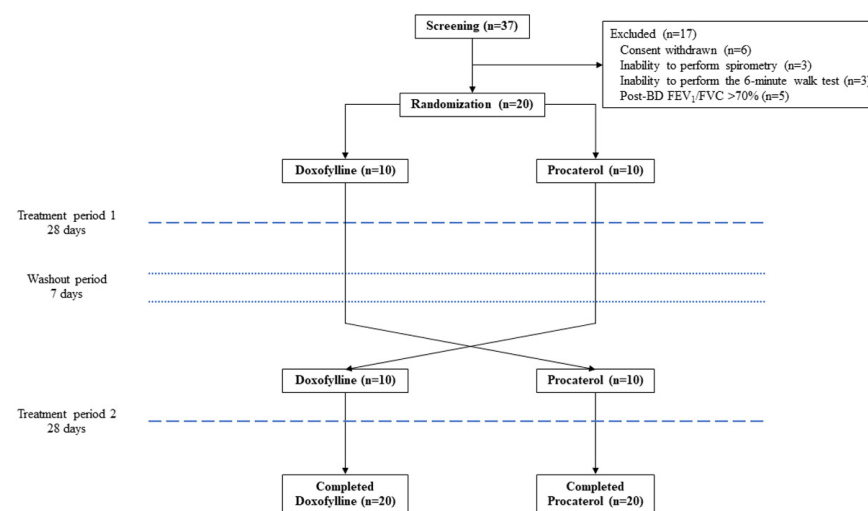 Screening (n=37)
Excluded (n=17)
Consent withdrawn (n=6)
Inability to perform spirometry (n=3)
Inability to perform the 6-minute walk test (n=3)
Post-BD FEV₁/FVC >70% (n=5)
Randomization (n=20)
Doxofylline (n=10)
Procaterol (n=10)
Treatment period 1
28 days
Washout period
7 days
Doxofylline (n=10)
Procaterol (n=10)
Treatment period 2
28 days
Completed
Doxofylline (n=20)
Completed
Procaterol (n=20)